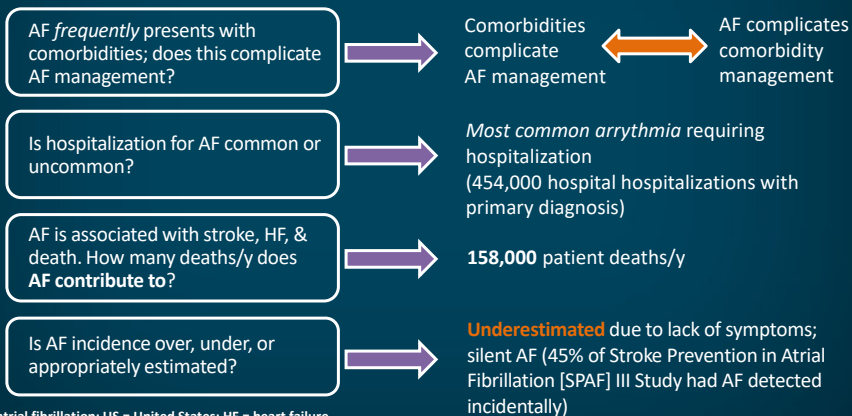 AF frequently presents with
comorbidities; does this complicate
AF management?
Comorbidities
complicate
AF management
AF complicates
comorbidity
management
Is hospitalization for AF common or
uncommon?
Most common arrythmia requiring
hospitalization
(454,000 hospital hospitalizations with
primary diagnosis)
AF is associated with stroke, HF, &
death. How many deaths/y does
AF contribute to?
158,000 patient deaths/y
Is AF incidence over, under, or
appropriately estimated?
Underestimated due to lack of symptoms;
silent AF (45% of Stroke Prevention in Atrial
Fibrillation [SPAF] III Study had AF detected
incidentally)
atrial fibrillation; US = United States; HF = heart failure